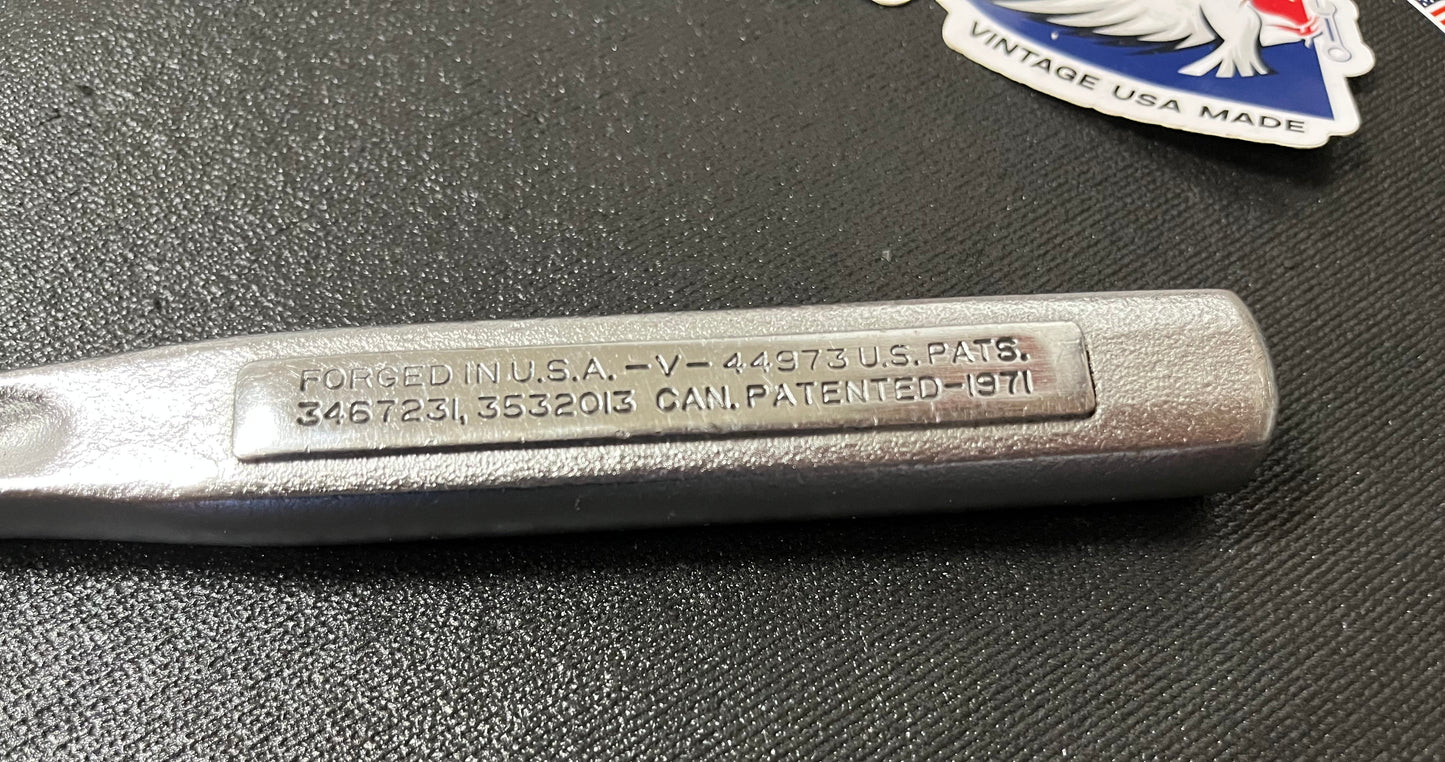 VINTAGE USA MADE
FORGED IN U.S.A. -V- 44973 U.S. PATS.
3467231, 3532013 CAN. PATENTED-1971